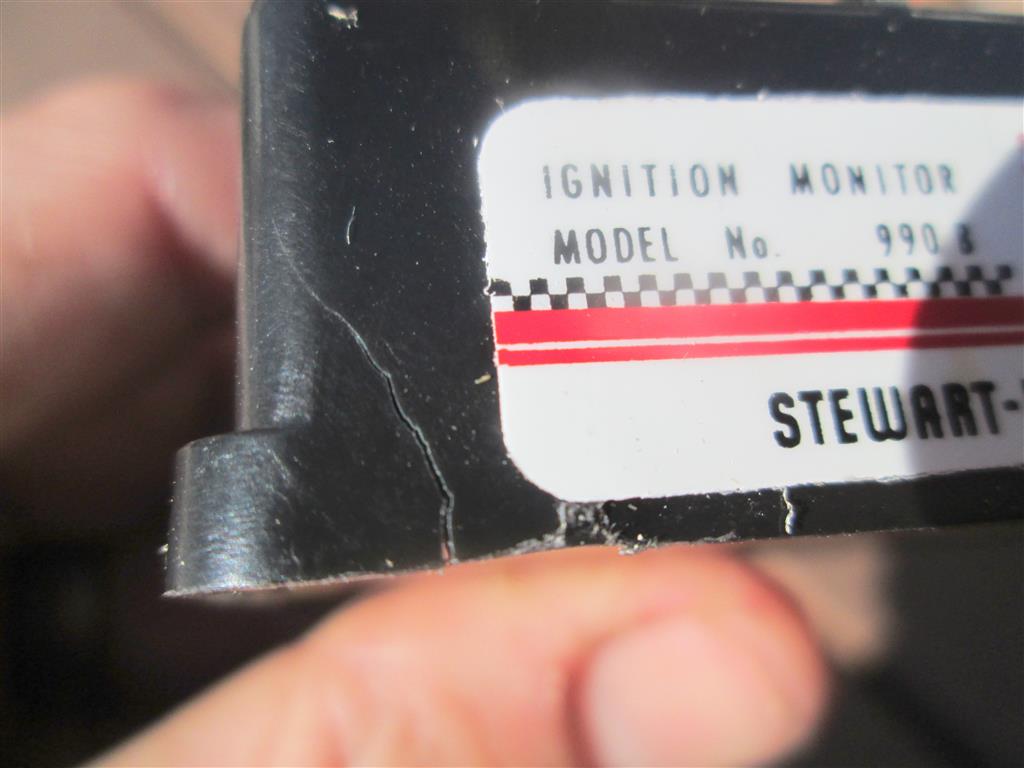 IGNITION MONITOR
MODEL No. 990 B
STEWART-